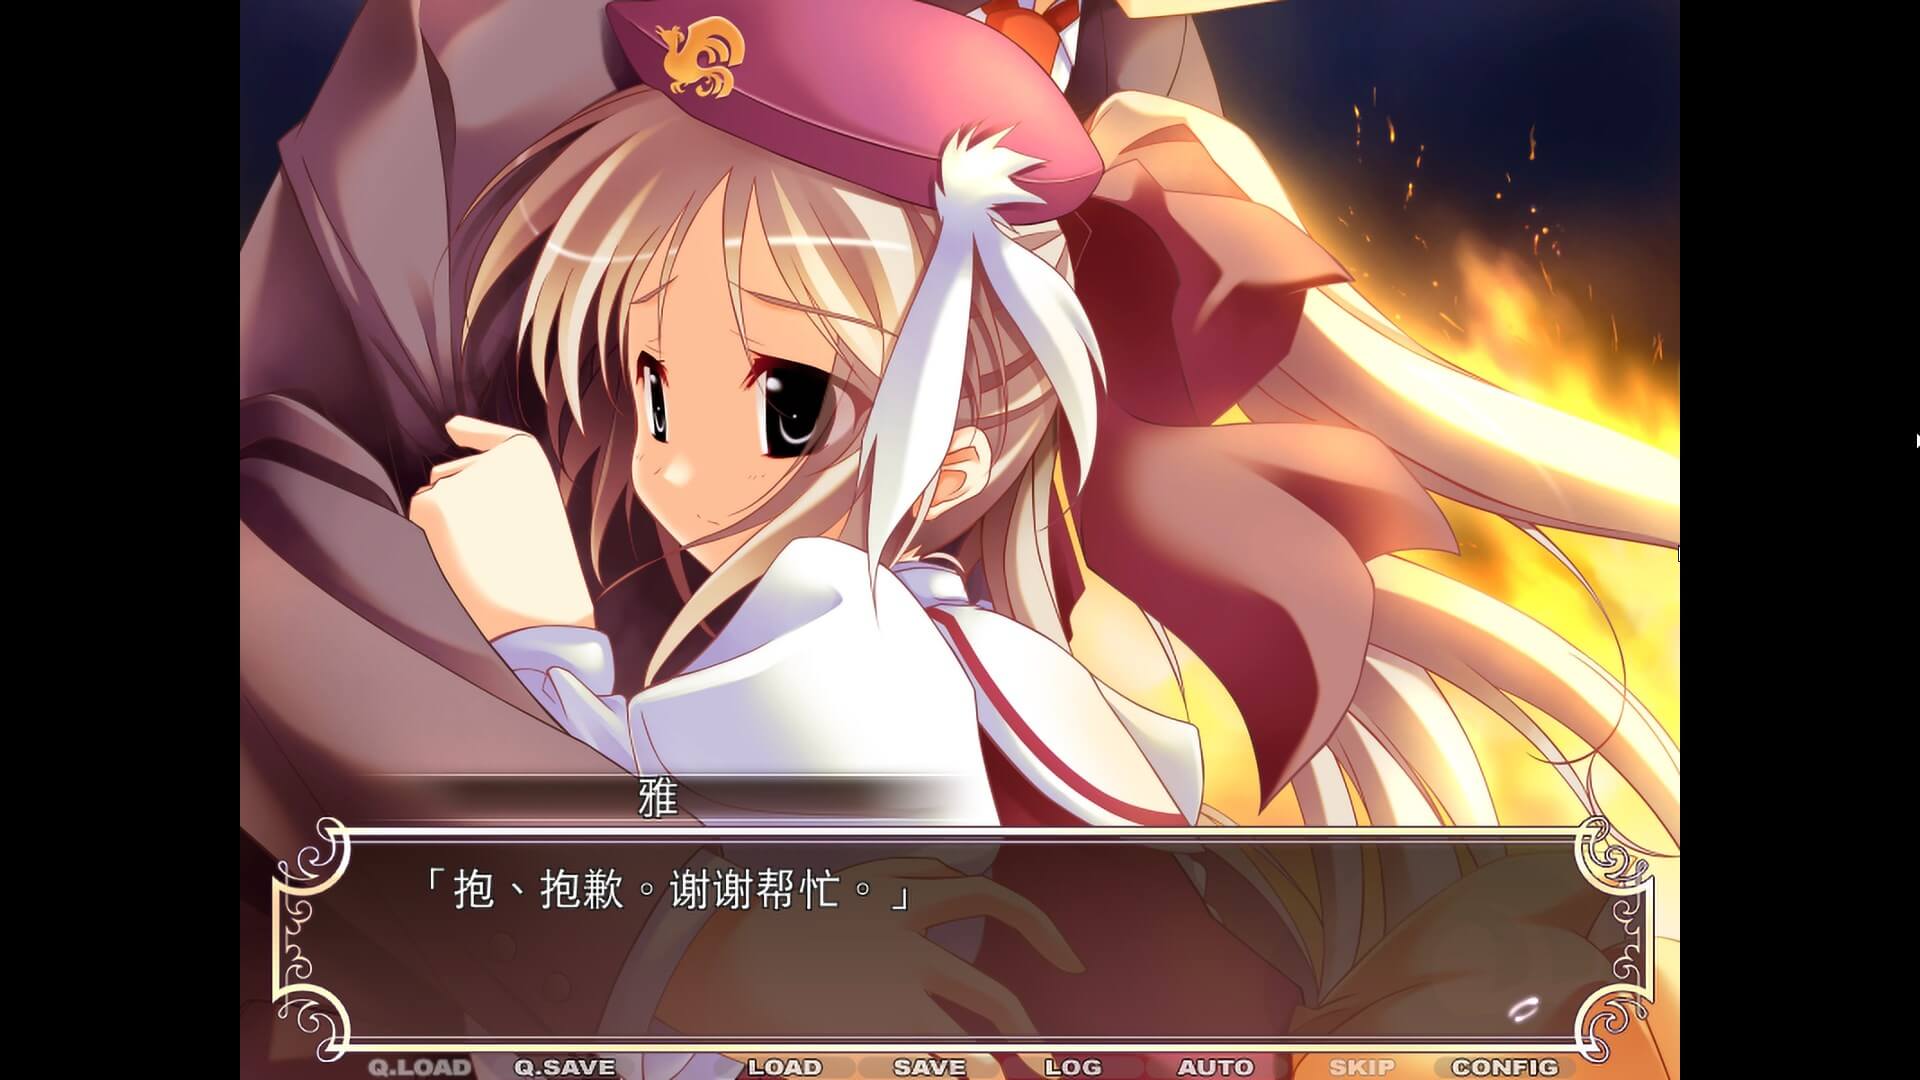 雅
「抱、抱歉。谢谢帮忙。」
Q.LOAD Q.SAVE LOAD SAVE LOG AUTO SKIP CONFIG